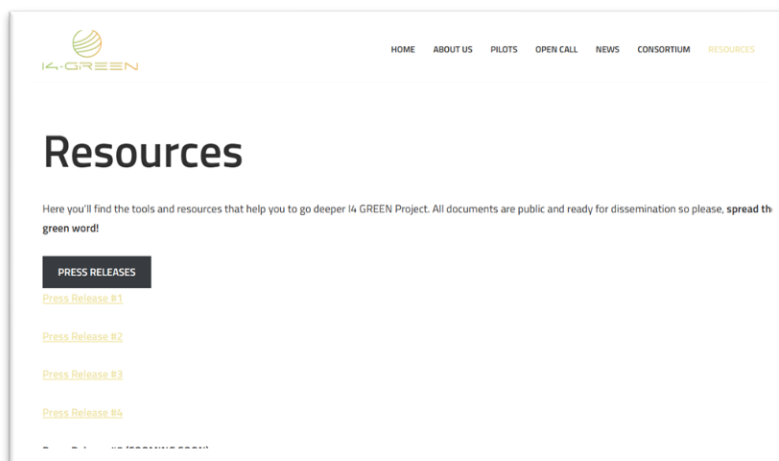 I4-GREEN
HOME ABOUT US PILOTS OPEN CALL NEWS CONSORTIUM RESOURCES
Resources
Here you'll find the tools and resources that help you to go deeper I4 GREEN Project. All documents are public and ready for dissemination so please, spread
green word!
PRESS RELEASES
Press Release #1
Press Release #2
Press Release #3
Press Release #4